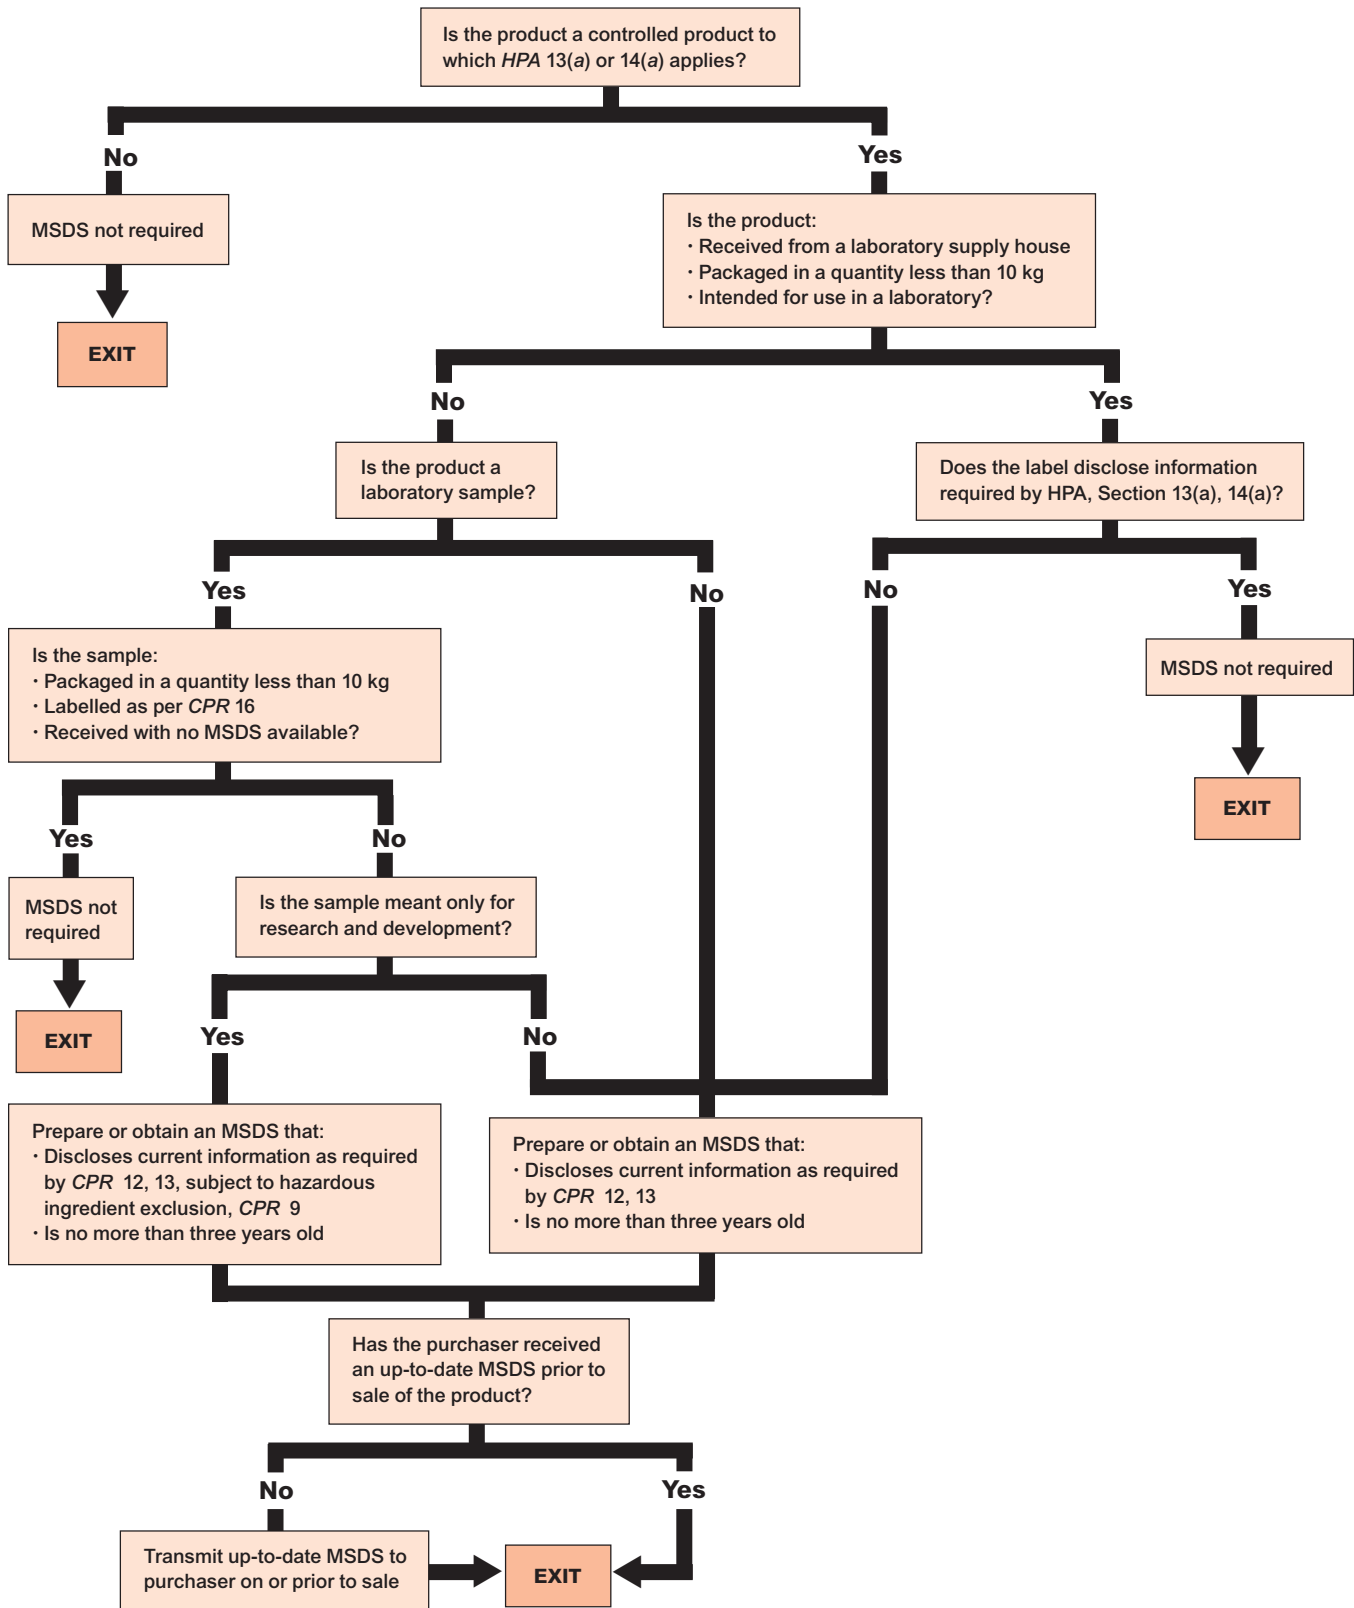 Is the product a controlled product to
which HPA 13(a) or 14(a) applies?
No
Yes
MSDS not required
EXIT
Is the product:
· Received from a laboratory supply house
· Packaged in a quantity less than 10 kg
· Intended for use in a laboratory?
No
Yes
Is the product a
laboratory sample?
Does the label disclose information
required by HPA, Section 13(a), 14(a)?
Yes
No
No
Yes
Is the sample:
· Packaged in a quantity less than 10 kg
· Labelled as per CPR 16
· Received with no MSDS available?
MSDS not required
EXIT
Yes
No
MSDS not
required
EXIT
Is the sample meant only for
research and development?
Yes
No
Prepare or obtain an MSDS that:
· Discloses current information as required
by CPR 12, 13, subject to hazardous
ingredient exclusion, CPR 9
· Is no more than three years old
Prepare or obtain an MSDS that:
· Discloses current information as required
by CPR 12, 13
· Is no more than three years old
Has the purchaser received
an up-to-date MSDS prior to
sale of the product?
No
Yes
Transmit up-to-date MSDS to
purchaser on or prior to sale
EXIT